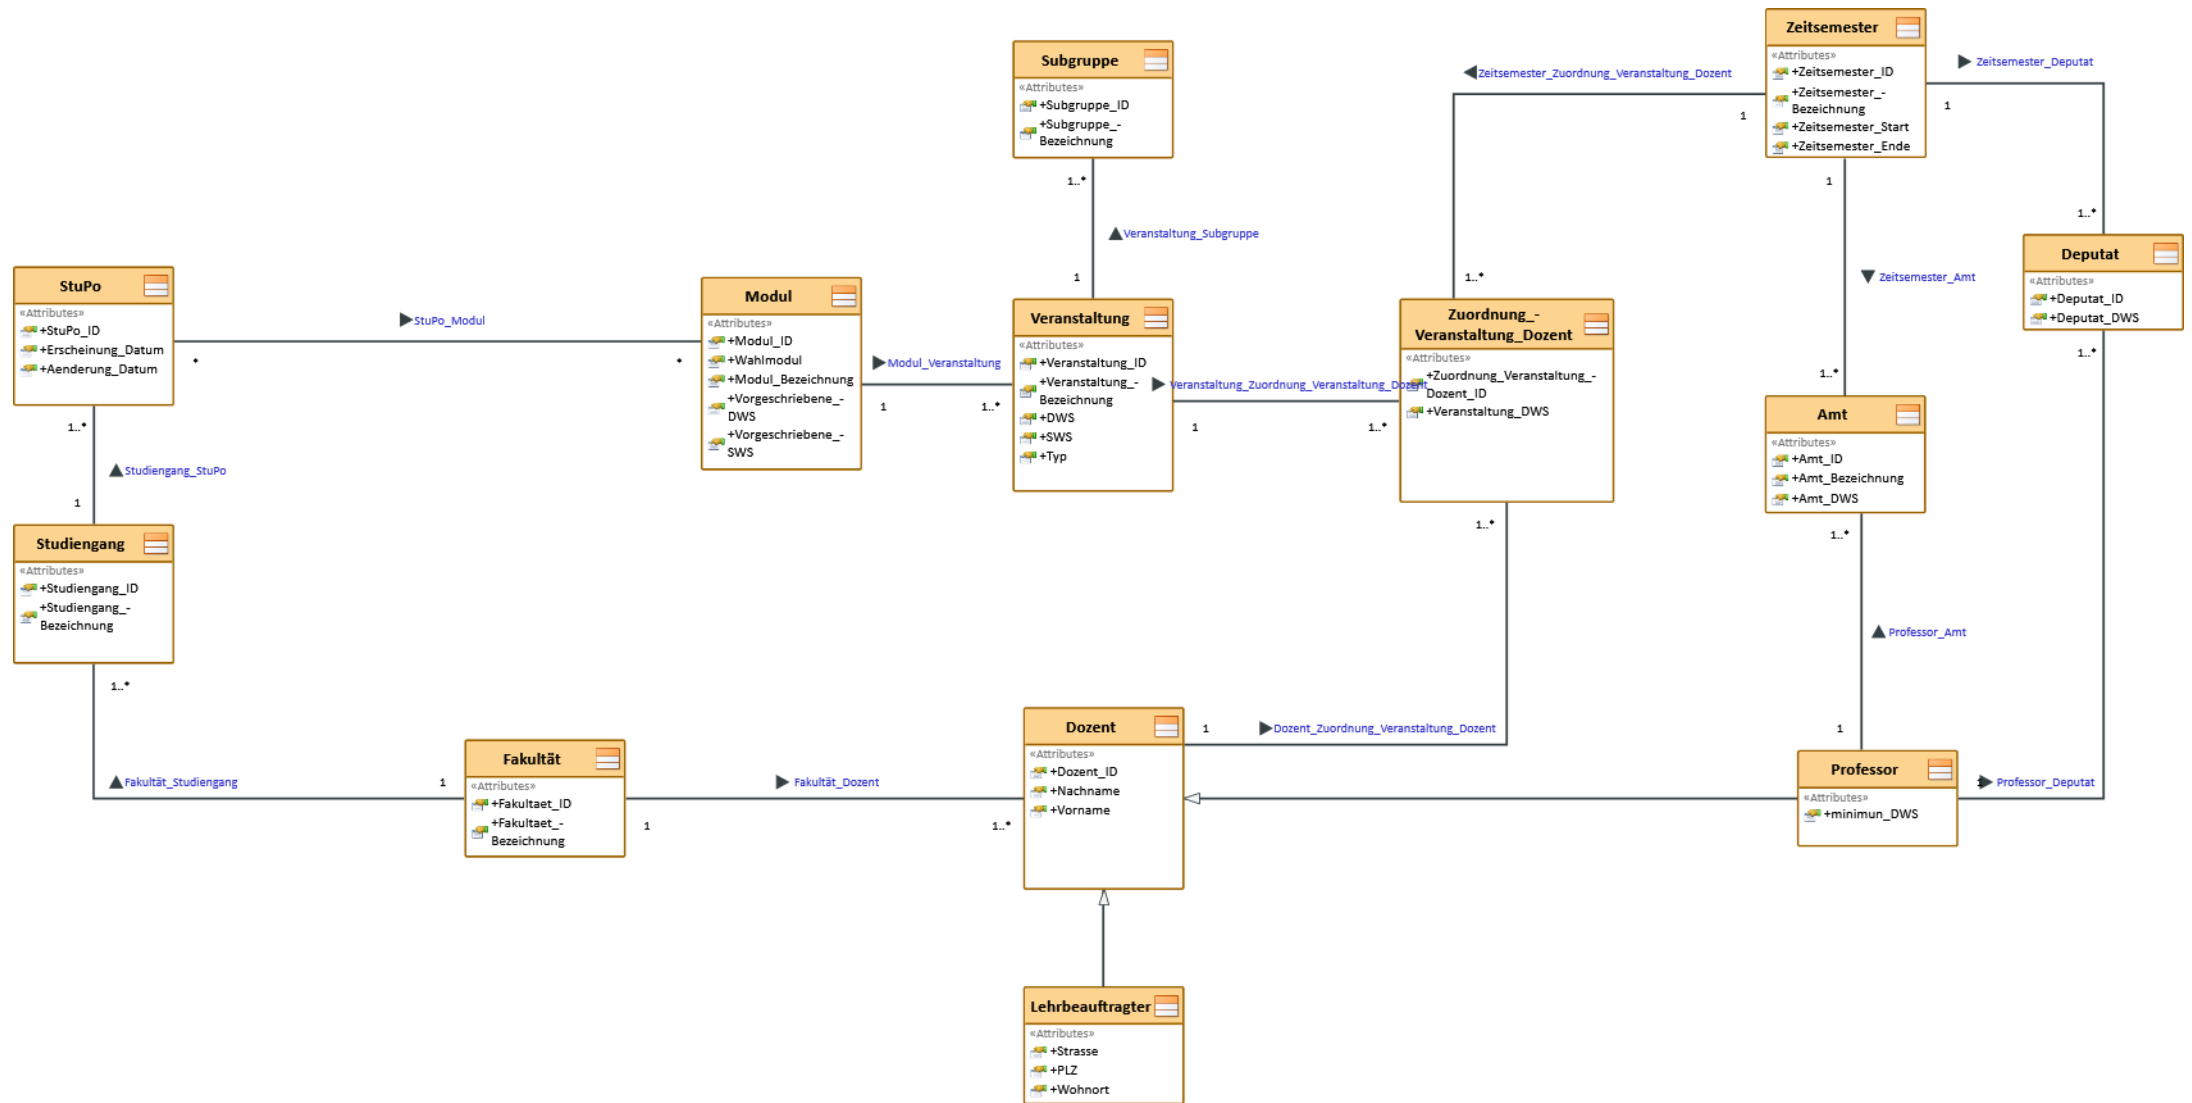 Zeitsemester
«Attributes»
+Zeitsemester_ID
+Zeitsemester_-
Bezeichnung
+Zeitsemester_Start
+Zeitsemester_Ende
Zeitsemester_Zuordnung_Veranstaltung_Dozent
1
1..*
Zeitsemester_Deputat
1
1..*
Subgruppe
«Attributes»
+Subgruppe_ID
+Subgruppe_-
Bezeichnung
1..*
Veranstaltung_Subgruppe
1
1
Zeitsemester_Amt
1..*
Deputat
«Attributes»
+Deputat_ID
+Deputat_DWS
1..*
StuPo
«Attributes»
+StuPo_ID
+Erscheinung_Datum
+Aenderung_Datum
*
StuPo_Modul
*
Modul
«Attributes»
+Modul_ID
+Wahlmodul
+Modul_Bezeichnung
+Vorgeschriebene_-
DWS
+Vorgeschriebene_-
SWS
Modul_Veranstaltung
1
1..*
Veranstaltung
«Attributes»
+Veranstaltung_ID
+Veranstaltung_-
Bezeichnung
+DWS
+SWS
+Typ
Veranstaltung_Zuordnung_Veranstaltung_Dozent
1
1..*
Zuordnung_-
Veranstaltung_Dozent
«Attributes»
+Zuordnung_Veranstaltung_-
Dozent_ID
+Veranstaltung_DWS
1..*
Amt
«Attributes»
+Amt_ID
+Amt_Bezeichnung
+Amt_DWS
1..*
Professor_Amt
1
1..*
Studiengang_StuPo
1
Studiengang
«Attributes»
+Studiengang_ID
+Studiengang_-
Bezeichnung
1..*
Fakultät_Studiengang
1
Fakultät
«Attributes»
+Fakultaet_ID
+Fakultaet_-
Bezeichnung
Fakultät_Dozent
1
1..*
Dozent
«Attributes»
+Dozent_ID
+Nachname
+Vorname
1
Dozent_Zuordnung_Veranstaltung_Dozent
Professor
«Attributes»
+minimun_DWS
1
Professor_Deputat
Lehrbeauftragter
«Attributes»
+Strasse
+PLZ
+Wohnort